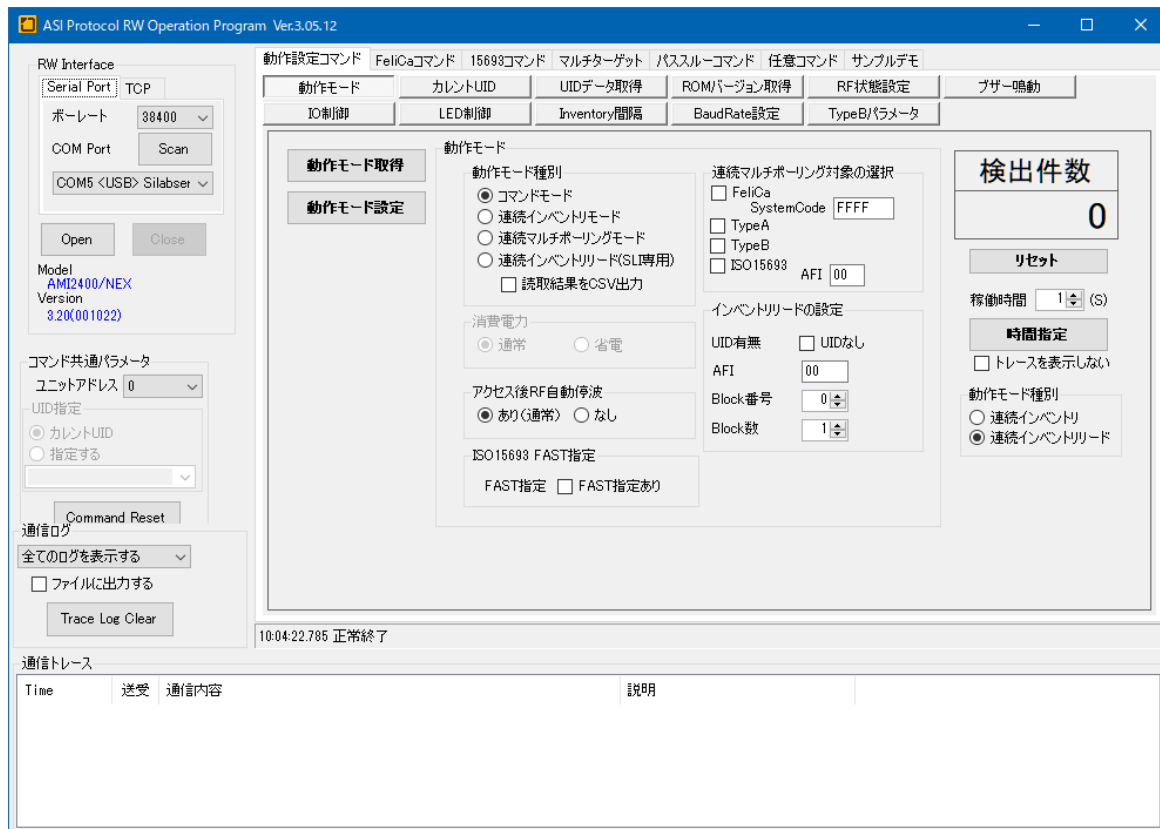 ASI Protocol RW Operation Program Ver.3.05.12
RW Interface
Serial Port TCP
ボーレート 38400
COM Port Scan
COM5 <USB> Silabser
Open Close
Model
AMI2400/NEX
Version
3.20(001022)
コマンド共通パラメータ
ユニットアドレス 0
UID指定
カレントUID
指定する
Command Reset
通信ログ
全てのログを表示する
ファイルに出力する
Trace Log Clear
動作設定コマンド FeliCaコマンド 15693コマンド マルチターゲット パススルーコマンド 任意コマンド サンプルデモ
動作モード カレントUID UIDデータ取得 ROMバージョン取得 RF状態設定 ブザー鳴動
IO制御 LED制御 Inventory間隔 BaudRate設定 TypeBパラメータ
動作モード取得
動作モード設定
動作モード
動作モード種別
コマンドモード
連続インベントリモード
連続マルチポーリングモード
連続インベントリリード(SLI専用)
読取結果をCSV出力
消費電力
通常 省電
アクセス後RF自動停波
あり(通常) なし
ISO15693 FAST指定
FAST指定 FAST指定あり
連続マルチポーリング対象の選択
FeliCa
SystemCode FFFF
TypeA
TypeB
ISO15693
AFI 00
インベントリリードの設定
UID有無 UIDなし
AFI 00
Block番号 0
Block数 1
検出件数
0
リセット
稼働時間 1 (S)
時間指定
トレースを表示しない
動作モード種別
連続インベントリ
連続インベントリリード
10:04:22.785 正常終了
通信トレース
Time 送受 通信内容 説明